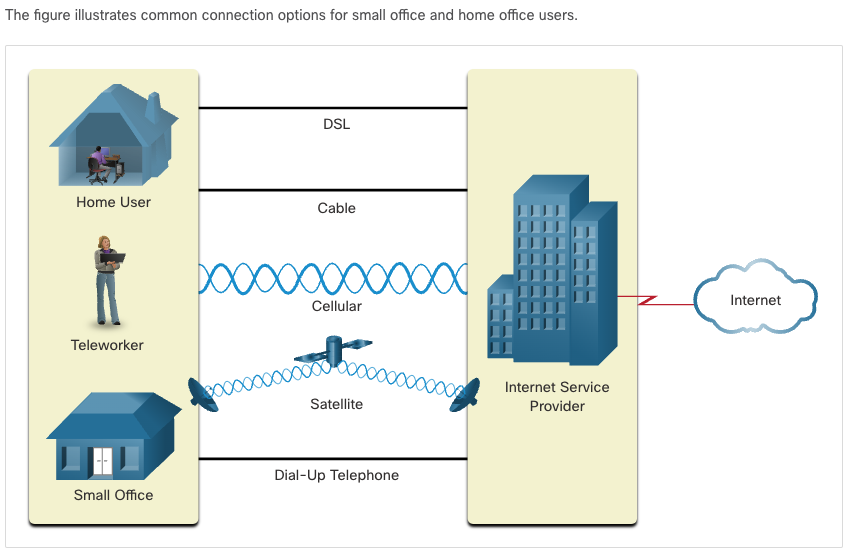 The figure illustrates common connection options for small office and home office users.
DSL
Home User
Cable
Cellular
Internet
Teleworker
Satellite
Internet Service
Provider
Dial-Up Telephone
Small Office